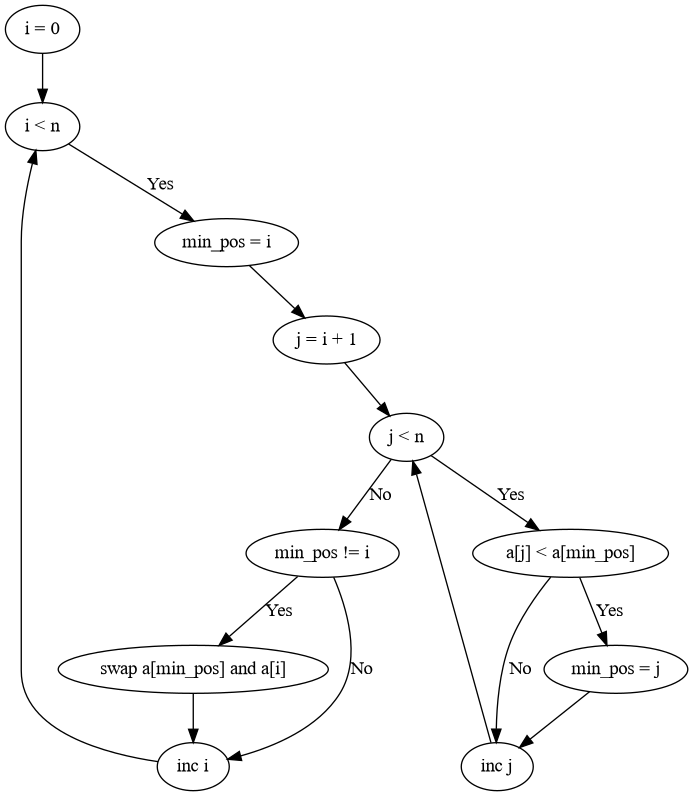 i = 0
i < n
Yes
min_pos = i
j = i + 1
j < n
No
Yes
min_pos != i
a[j] < a[min_pos]
Yes
Yes
swap a[min_pos] and a[i]
No
No
min_pos = j
inc i
inc j